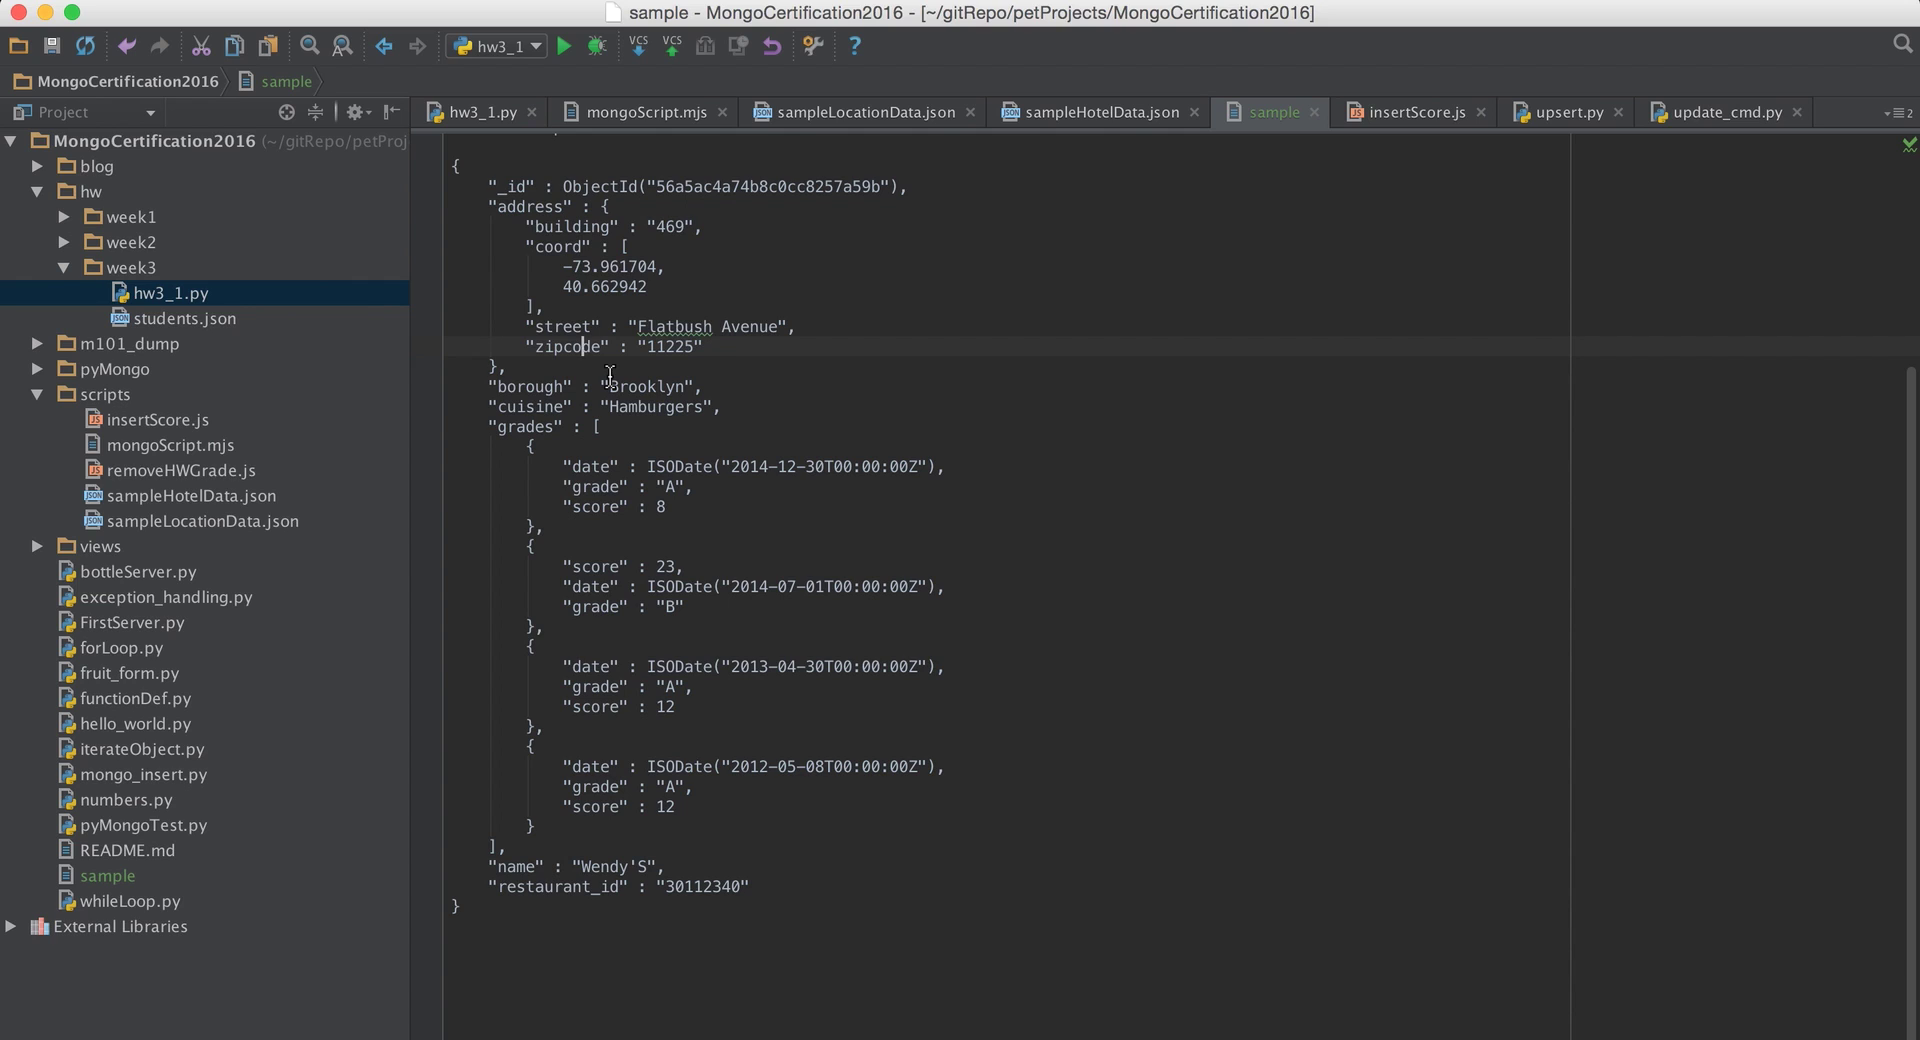 sample - MongoCertification2016 - [~/gitRepo/petProjects/MongoCertification2016]
hw3_1
VCS VCS
MongoCertification2016 sample
Project
hw3_1.py mongoScript.mjs sampleLocationData.json sampleHotelData.json sample insertScore.js upsert.py update_cmd.py 2
MongoCertification2016 (~/gitRepo/petProj
blog
hw
week1
week2
week3
hw3_1.py
students.json
m101_dump
pyMongo
scripts
insertScore.js
mongoScript.mjs
removeHWGrade.js
sampleHotelData.json
sampleLocationData.json
views
bottleServer.py
exception_handling.py
FirstServer.py
forLoop.py
fruit_form.py
functionDef.py
hello_world.py
iterateObject.py
mongo_insert.py
numbers.py
pyMongoTest.py
README.md
sample
whileLoop.py
External Libraries
{
"_id" : ObjectId("56a5ac4a74b8c0cc8257a59b"),
"address" : {
"building" : "469",
"coord" : [
-73.961704,
40.662942
],
"street" : "Flatbush Avenue",
"zipcode" : "11225"
},
"borough" : "Brooklyn",
"cuisine" : "Hamburgers",
"grades" : [
{
"date" : ISODate("2014-12-30T00:00:00Z"),
"grade" : "A",
"score" : 8
},
{
"score" : 23,
"date" : ISODate("2014-07-01T00:00:00Z"),
"grade" : "B"
},
{
"date" : ISODate("2013-04-30T00:00:00Z"),
"grade" : "A",
"score" : 12
},
{
"date" : ISODate("2012-05-08T00:00:00Z"),
"grade" : "A",
"score" : 12
}
],
"name" : "Wendy'S",
"restaurant_id" : "30112340"
}